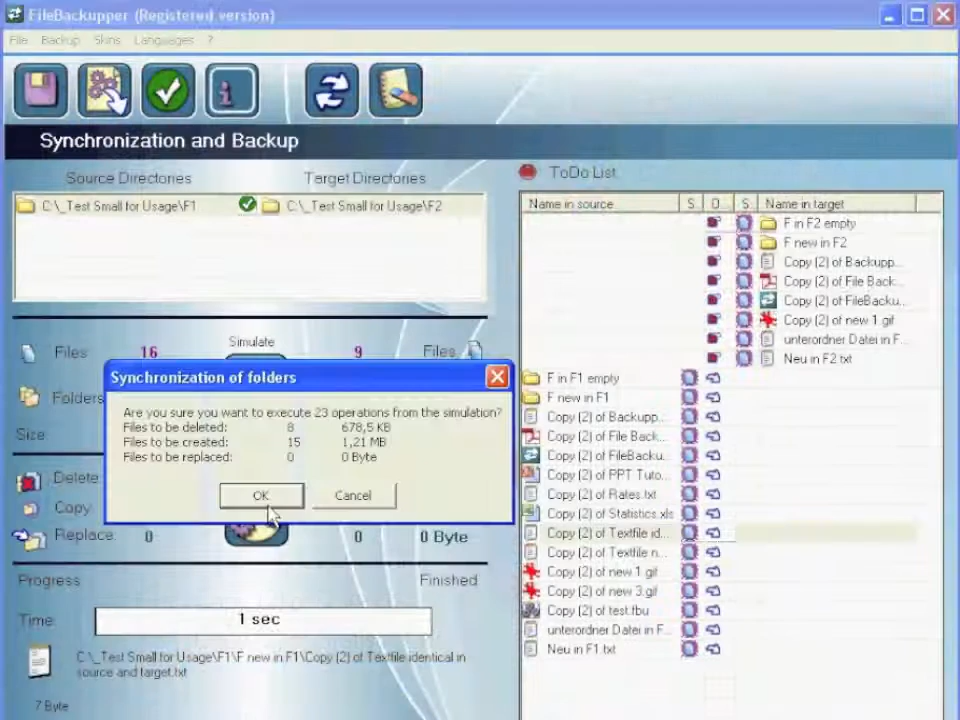 FileBackupper (Registered version)
File Backup Skins Languages ?
Synchronization and Backup
Source Directories Target Directories
C:\_Test Small for Usage\F1 C:\_Test Small for Usage\F2
Files 16 Simulate 9 Files
Folders
Size
Delete
Copy
Replace: 0 0 0 Byte
Synchronization of folders
Are you sure you want to execute 23 operations from the simulation?
Files to be deleted: 8 678,5 KB
Files to be created: 15 1,21 MB
Files to be replaced: 0 0 Byte
OK Cancel
Progress Finished
Time: 1 sec
C:\_Test Small for Usage\F1\F new in F1\Copy (2) of Textfile identical in
source and target.txt
7 Byte
ToDo List
Name in source S.. O... S.. Name in target
F in F2 empty
F new in F2
Copy (2) of Backupp...
Copy (2) of File Back...
Copy (2) of FileBacku...
Copy (2) of new 1.gif
unterordner Datei in F...
Neu in F2.txt
F in F1 empty
F new in F1
Copy (2) of Backupp...
Copy (2) of File Back...
Copy (2) of FileBacku...
Copy (2) of PPT Tuto...
Copy (2) of Rates.txt
Copy (2) of Statistics.xls
Copy (2) of Textfile id...
Copy (2) of Textfile n...
Copy (2) of new 1.gif
Copy (2) of new 3.gif
Copy (2) of test.fbu
unterordner Datei in F...
Neu in F1.txt